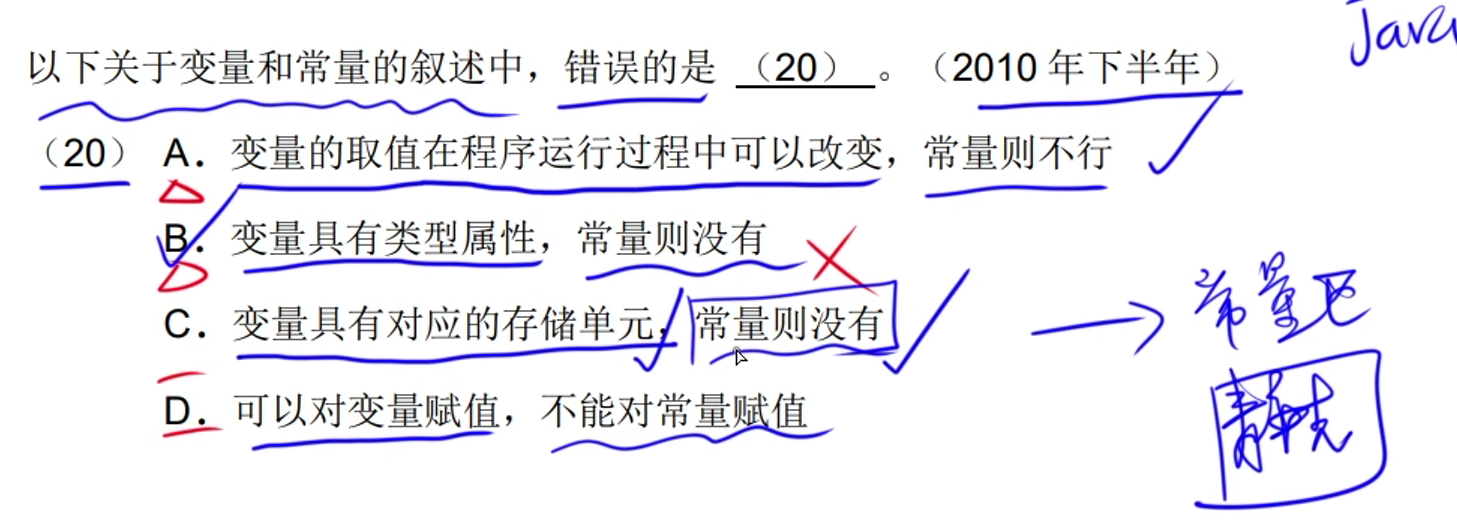 Java
以下关于变量和常量的叙述中，错误的是 （20） 。（2010 年下半年）
（20） A．变量的取值在程序运行过程中可以改变，常量则不行
B．变量具有类型属性，常量则没有
C．变量具有对应的存储单元，常量则没有
D．可以对变量赋值，不能对常量赋值
常量区